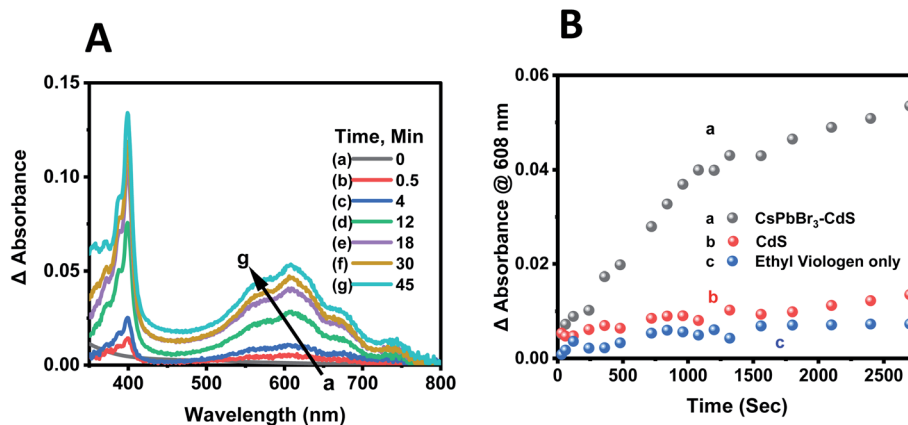 A
0.15
0.10
0.05
0.00
Δ Absorbance
400
500
600
700
800
Wavelength (nm)
Time, Min
(a) 0
(b) 0.5
(c) 4
(d) 12
(e) 18
(f) 30
(g) 45
g
a
B
0.06
0.04
0.02
0.000
Δ Absorbance @ 608 nm
0
500
1000
1500
2000
2500
Time (Sec)
a
a CsPbBr₃-CdS
b CdS
c Ethyl Viologen only
b
c